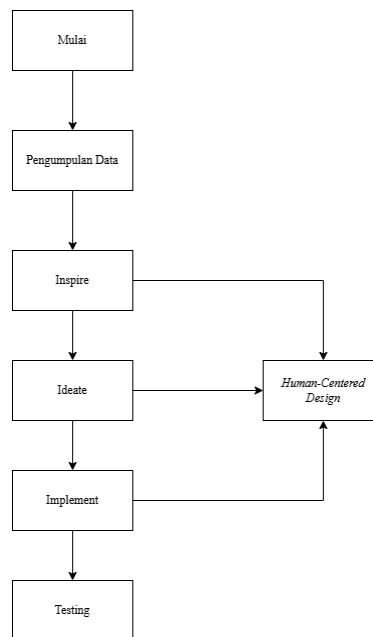 Mulai
Pengumpulan Data
Inspire
Ideate
Human-Centered
Design
Implement
Testing